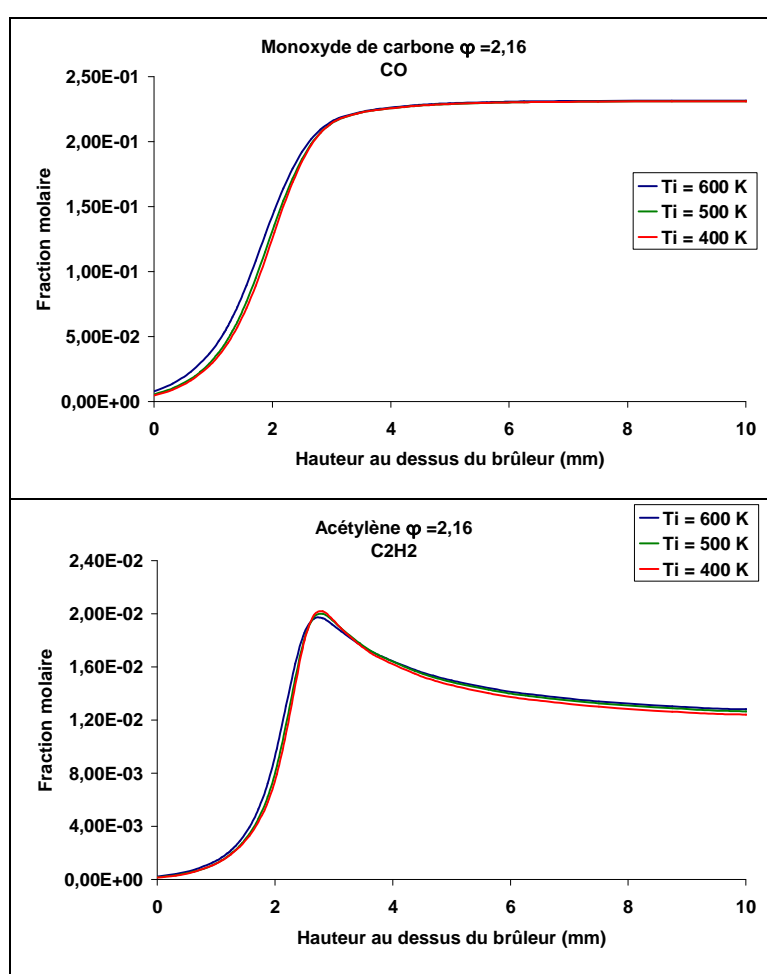 Monoxyde de carbone φ =2,16
CO
2,50E-01
2,00E-01
1,50E-01
1,00E-01
5,00E-02
0,00E+00
Fraction molaire
Ti = 600 K
Ti = 500 K
Ti = 400 K
0 2 4 6 8 10
Hauteur au dessus du brûleur (mm)
Acétylène φ =2,16
C2H2
Ti = 600 K
Ti = 500 K
Ti = 400 K
2,40E-02
2,00E-02
1,60E-02
1,20E-02
8,00E-03
4,00E-03
0,00E+00
Fraction molaire
0 2 4 6 8 10
Hauteur au dessus du brûleur (mm)